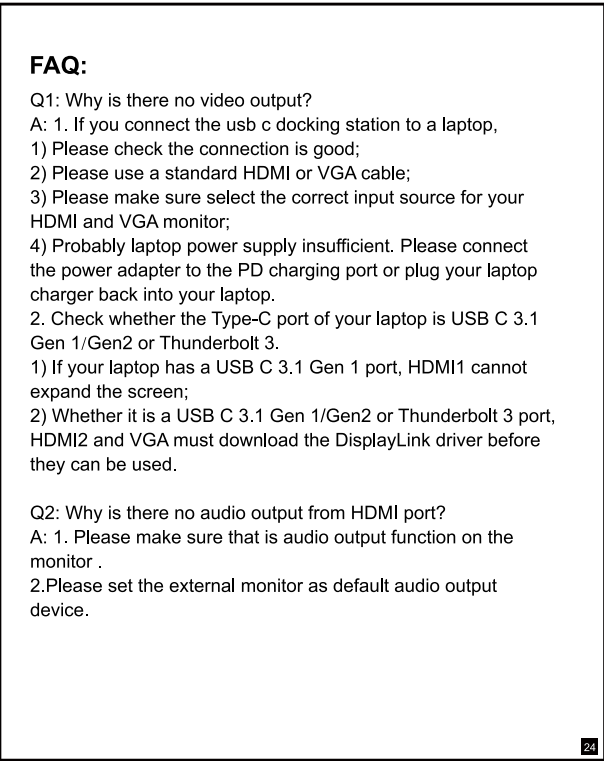 FAQ:
Q1: Why is there no video output?
A: 1. If you connect the usb c docking station to a laptop,
1) Please check the connection is good;
2) Please use a standard HDMI or VGA cable;
3) Please make sure select the correct input source for your
HDMI and VGA monitor;
4) Probably laptop power supply insufficient. Please connect
the power adapter to the PD charging port or plug your laptop
charger back into your laptop.
2. Check whether the Type-C port of your laptop is USB C 3.1
Gen 1/Gen2 or Thunderbolt 3.
1) If your laptop has a USB C 3.1 Gen 1 port, HDMI1 cannot
expand the screen;
2) Whether it is a USB C 3.1 Gen 1/Gen2 or Thunderbolt 3 port,
HDMI2 and VGA must download the DisplayLink driver before
they can be used.
Q2: Why is there no audio output from HDMI port?
A: 1. Please make sure that is audio output function on the
monitor .
2.Please set the external monitor as default audio output
device.
24